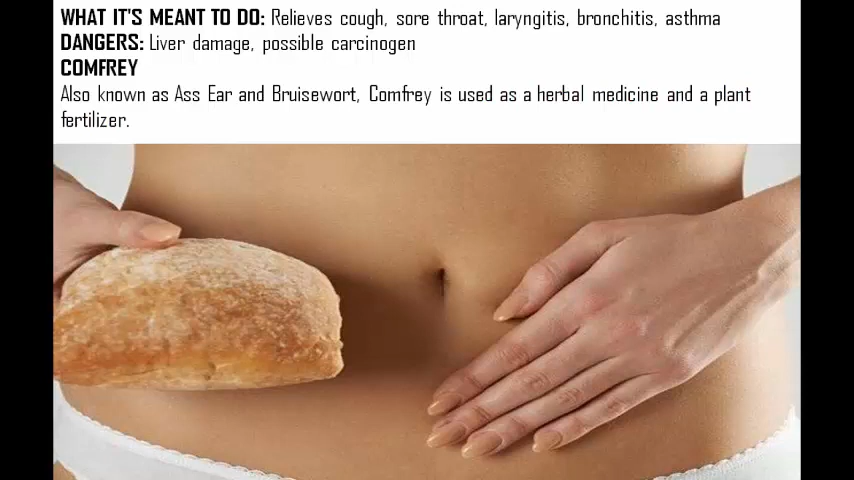 WHAT IT'S MEANT TO DO: Relieves cough, sore throat, laryngitis, bronchitis, asthma
DANGERS: Liver damage, possible carcinogen
COMFREY
Also known as Ass Ear and Bruisewort, Comfrey is used as a herbal medicine and a plant
fertilizer.